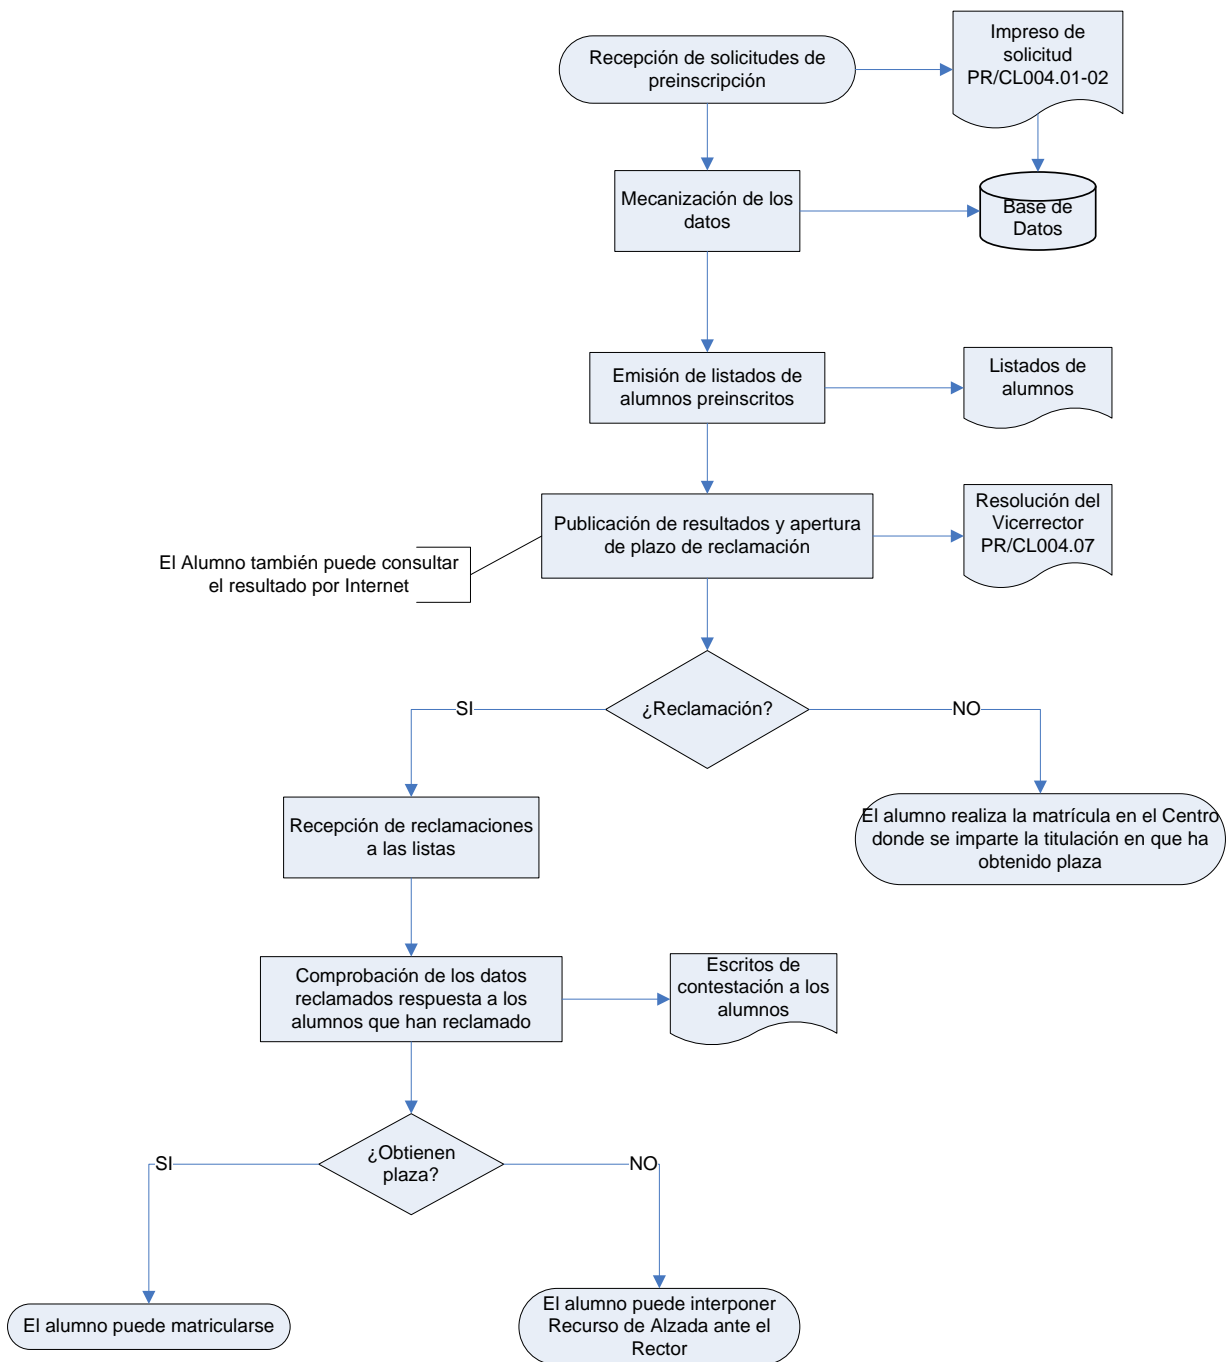 Recepción de solicitudes de
preinscripción
Impreso de
solicitud
PR/CL004.01-02
Mecanización de los
datos
Base de
Datos
Emisión de listados de
alumnos preinscritos
Listados de
alumnos
Publicación de resultados y apertura
de plazo de reclamación
Resolución del
Vicerrector
PR/CL004.07
El Alumno también puede consultar
el resultado por Internet
¿Reclamación?
SI
NO
Recepción de reclamaciones
a las listas
El alumno realiza la matrícula en el Centro
donde se imparte la titulación en que ha
obtenido plaza
Comprobación de los datos
reclamados respuesta a los
alumnos que han reclamado
Escritos de
contestación a los
alumnos
¿Obtienen
plaza?
SI
NO
El alumno puede matricularse
El alumno puede interponer
Recurso de Alzada ante el
Rector